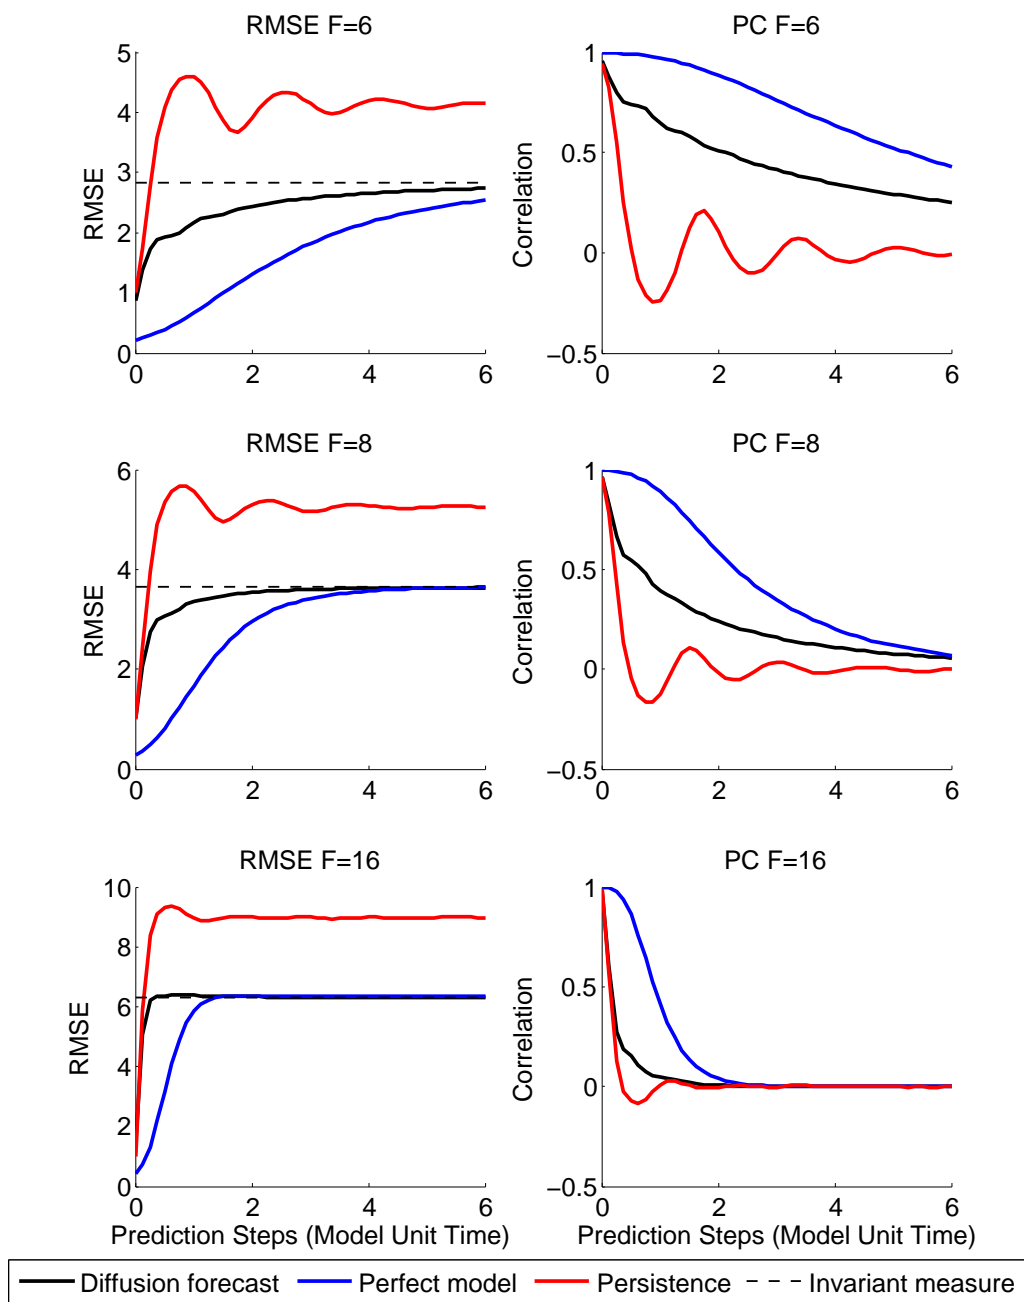 RMSE F=6
PC F=6
5
4
3
2
1
0
RMSE
0
2
4
6
1
0.5
0
−0.5
Correlation
0
2
4
6
RMSE F=8
PC F=8
6
4
2
0
RMSE
0
2
4
6
1
0.5
0
−0.5
Correlation
0
2
4
6
RMSE F=16
PC F=16
10
8
6
4
2
0
RMSE
0
2
4
6
Prediction Steps (Model Unit Time)
1
0.5
0
−0.5
Correlation
0
2
4
6
Prediction Steps (Model Unit Time)
Diffusion forecast
Perfect model
Persistence
Invariant measure